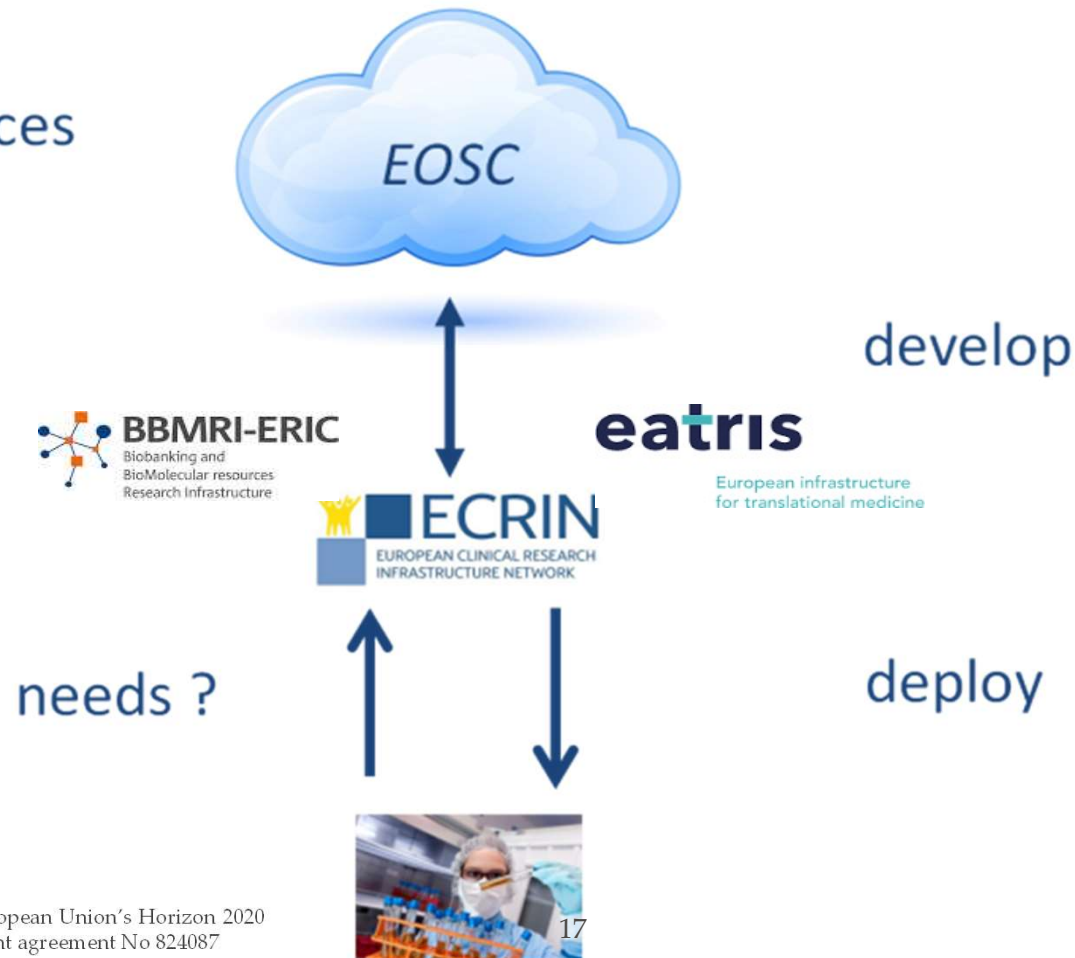 ces
EOSC
develop
BBMRI-ERIC
Biobanking and
BioMolecular resources
Research Infrastructure
eatris
European infrastructure
for translational medicine
ECRIN
EUROPEAN CLINICAL RESEARCH
INFRASTRUCTURE NETWORK
needs ?
deploy
opean Union's Horizon 2020
nt agreement No 824087
17